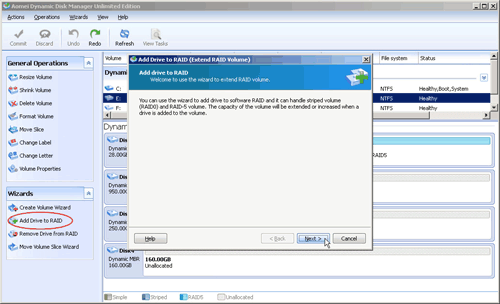 Aomei Dynamic Disk Manager Unlimited Edition
Actions Operations Wizards View Help
Commit Discard Undo Redo Refresh View Tasks
General Operations
Resize Volume
Shrink Volume
Delete Volume
Format Volume
Move Slice
Change Label
Change Letter
Volume Properties
Wizards
Create Volume Wizard
Add Drive to RAID
Remove Drive from RAID
Move Volume Slice Wizard
Volume File system Status
C: NTFS Healthy,Boot,System
E: NTFS Healthy
F: NTFS Healthy
Add Drive to RAID (Extend RAID Volume)
Add drive to RAID
Welcome to use the wizard to extend RAID volume.
You can use the wizard to add drive to software RAID and it can handle striped volume
(RAID0) and RAID-5 volume. The capacity of the volume will be extended or increased when a
drive is added to the volume.
Help < Back Next > Cancel
28.00G
RAID5
950.00
250.00
Dynamic MBR 160.00GB
160.00GB Unallocated
Simple Striped RAID5 Unallocated